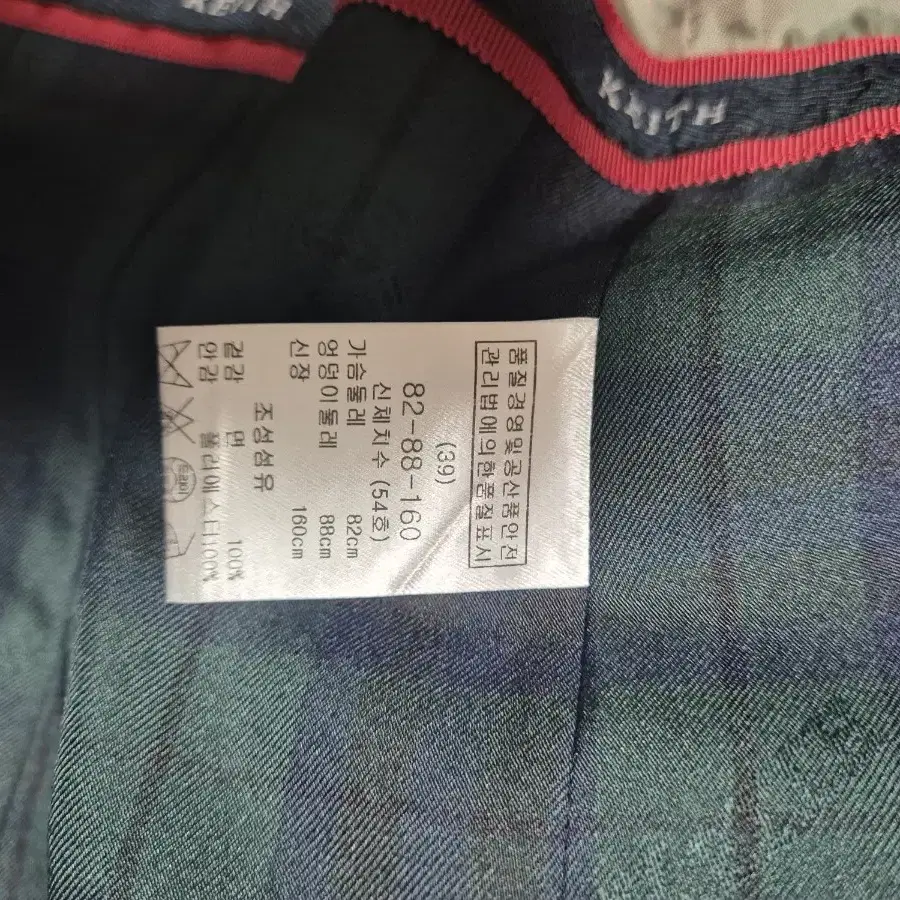 KEITH
KEITH
품질경영및공산품안전
관리법에의한품질표시
(39)
82-88-160
신체치수 (54호)
가슴둘레 82cm
엉덩이둘레 88cm
신장 160cm
조성섬유
겉감 면 100%
안감 폴리에스터100%
드라이